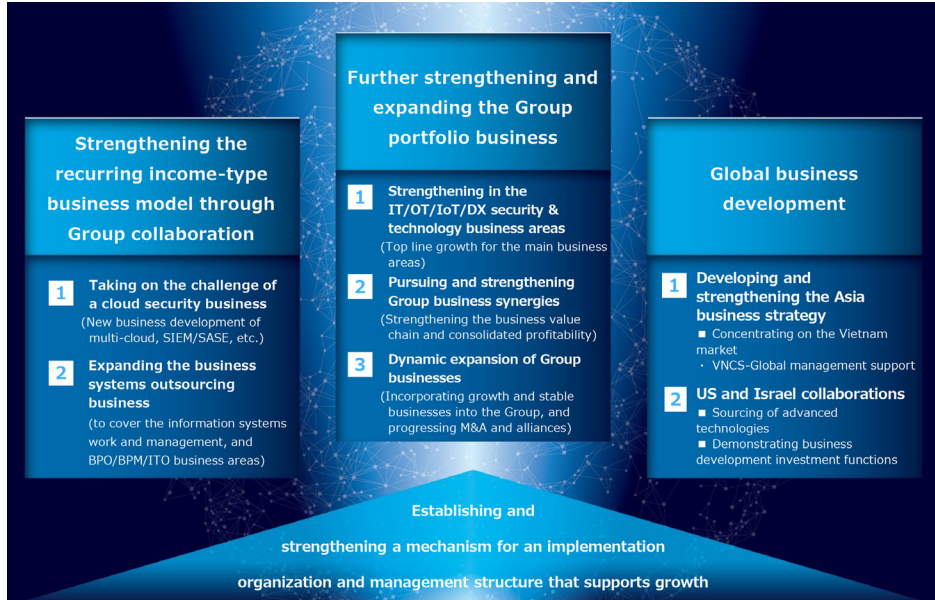 Strengthening the
recurring income-type
business model through
Group collaboration
1
Taking on the challenge of
a cloud security business
(New business development of
multi-cloud, SIEM/SASE, etc.)
2
Expanding the business
systems outsourcing
business
(to cover the information systems
work and management, and
BPO/BPM/ITO business areas)
Further strengthening and
expanding the Group
portfolio business
1
Strengthening in the
IT/OT/IoT/DX security &
technology business areas
(Top line growth for the main business
areas)
2
Pursuing and strengthening
Group business synergies
(Strengthening the business value
chain and consolidated profitability)
3
Dynamic expansion of Group
businesses
(Incorporating growth and stable
businesses into the Group, and
progressing M&A and alliances)
Global business
development
1
Developing and
strengthening the Asia
business strategy
■ Concentrating on the Vietnam
market
・ VNCS-Global management support
2
US and Israel collaborations
■ Sourcing of advanced
technologies
■ Demonstrating business
development investment functions
Establishing and
strengthening a mechanism for an implementation
organization and management structure that supports growth